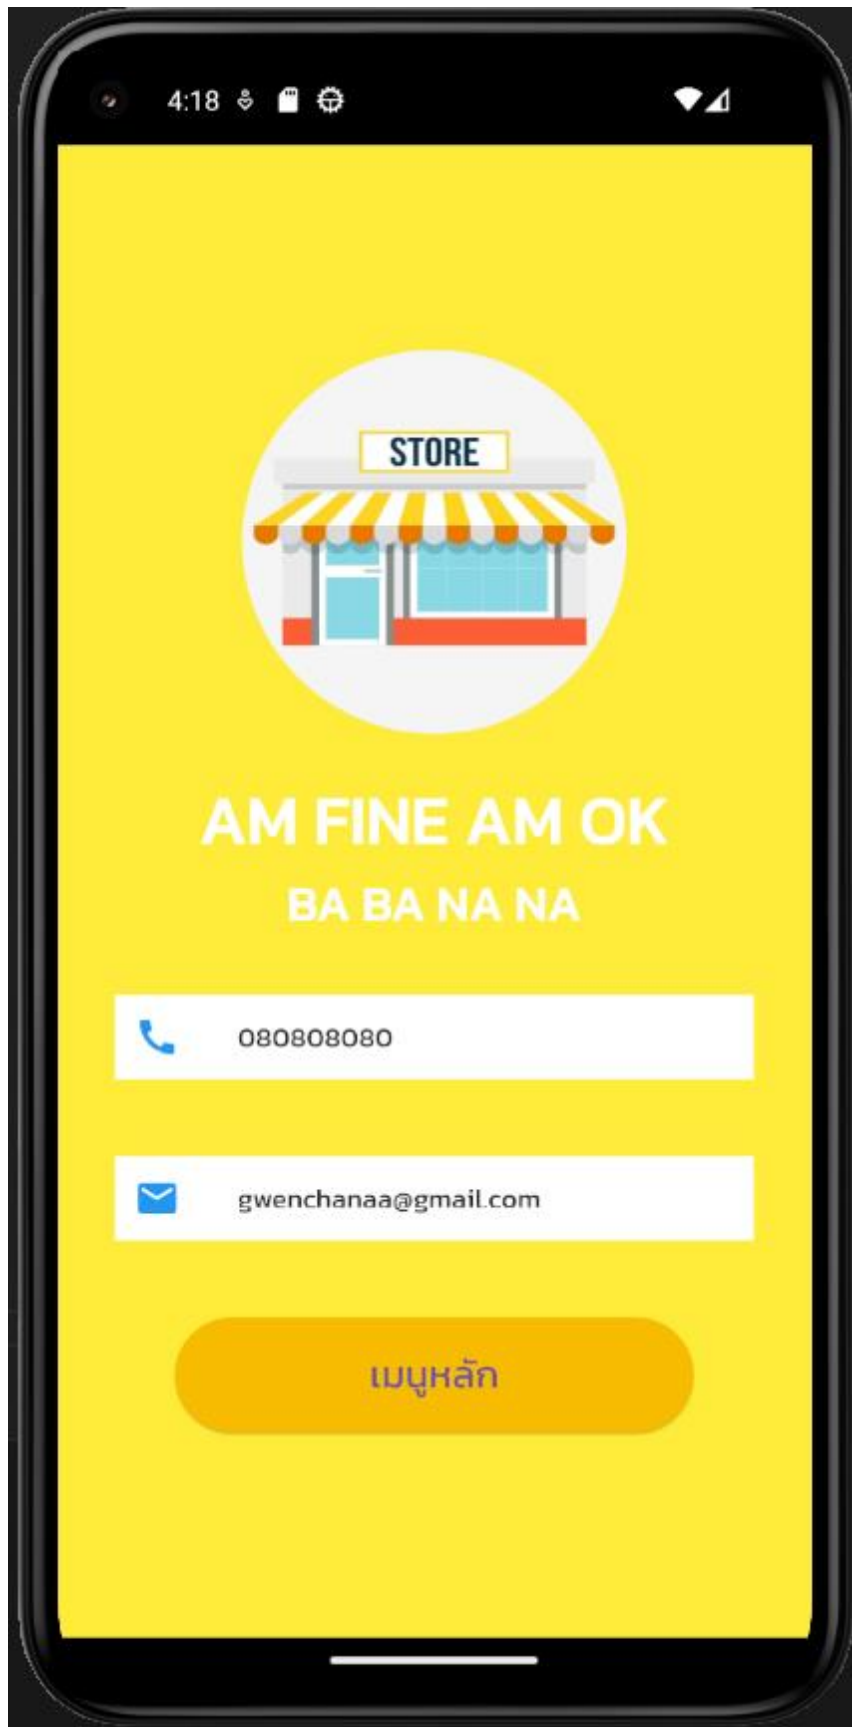 4:18
STORE
AM FINE AM OK
BA BA NA NA
080808080
gwenchanaa@gmail.com
เมนูหลัก